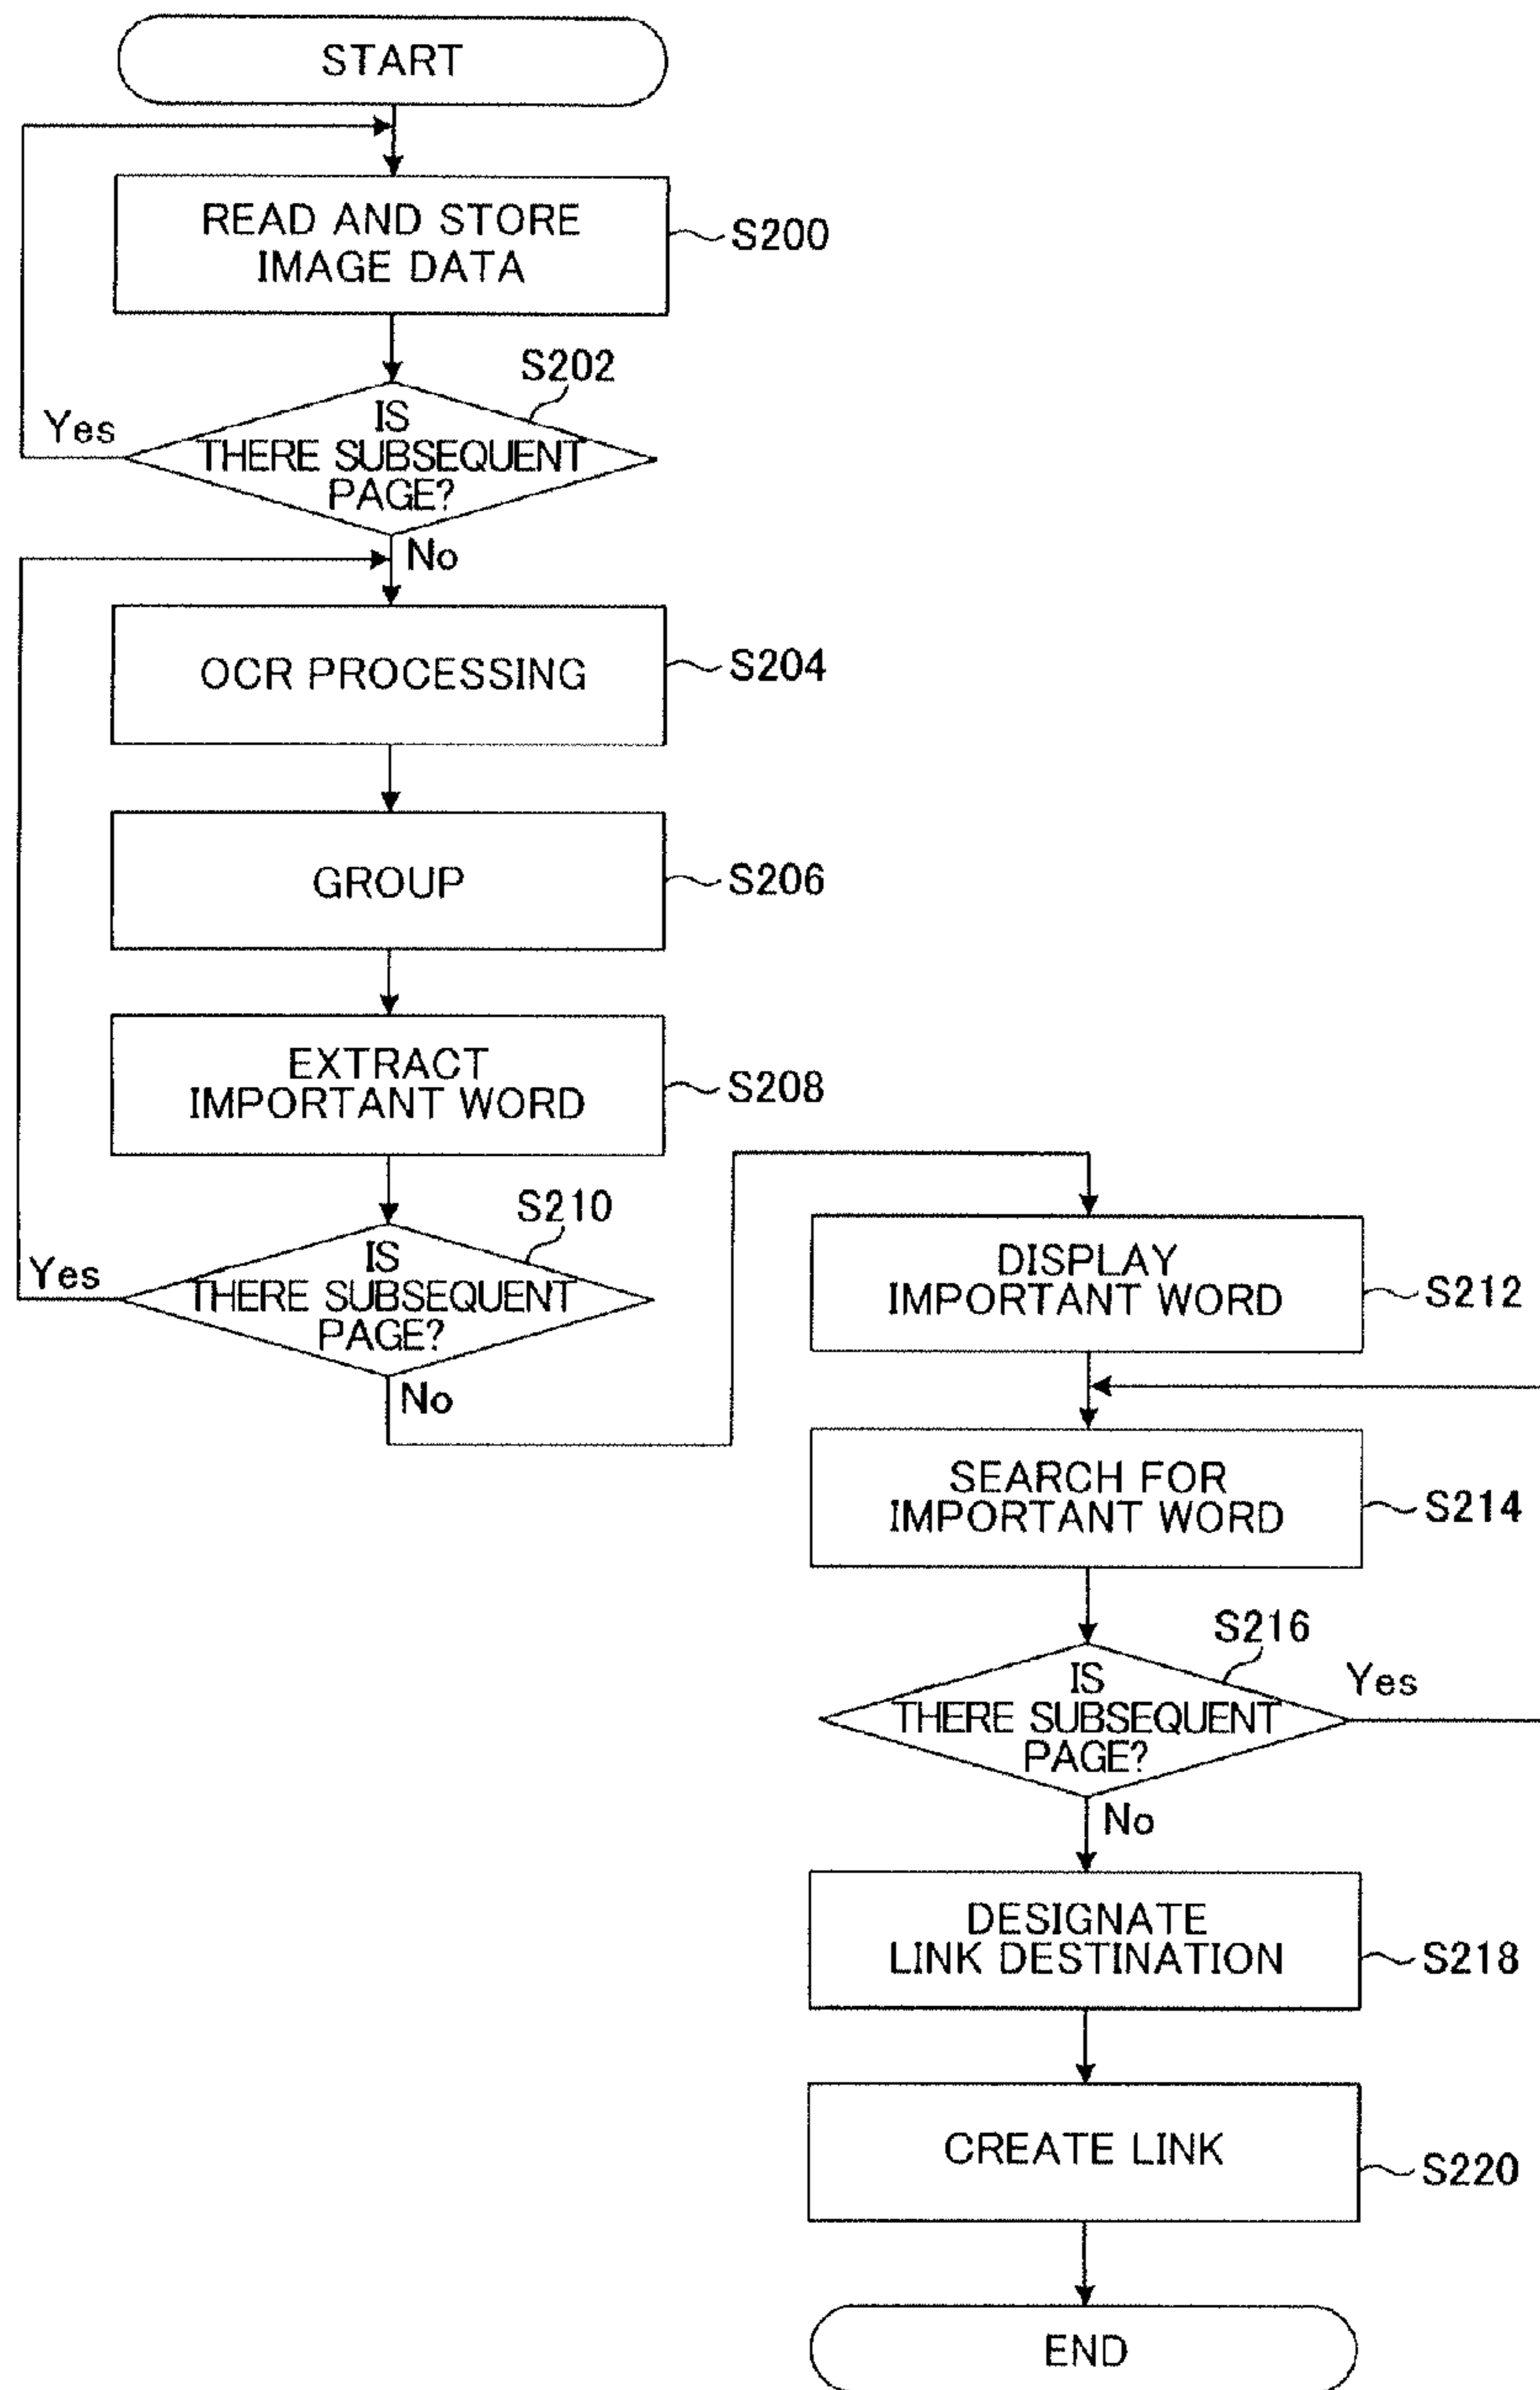 START
READ AND STORE
IMAGE DATA
S200
S202
IS
THERE SUBSEQUENT
PAGE?
Yes
No
OCR PROCESSING
S204
GROUP
S206
EXTRACT
IMPORTANT WORD
S208
S210
IS
THERE SUBSEQUENT
PAGE?
Yes
No
DISPLAY
IMPORTANT WORD
S212
SEARCH FOR
IMPORTANT WORD
S214
S216
IS
THERE SUBSEQUENT
PAGE?
Yes
No
DESIGNATE
LINK DESTINATION
S218
CREATE LINK
S220
END